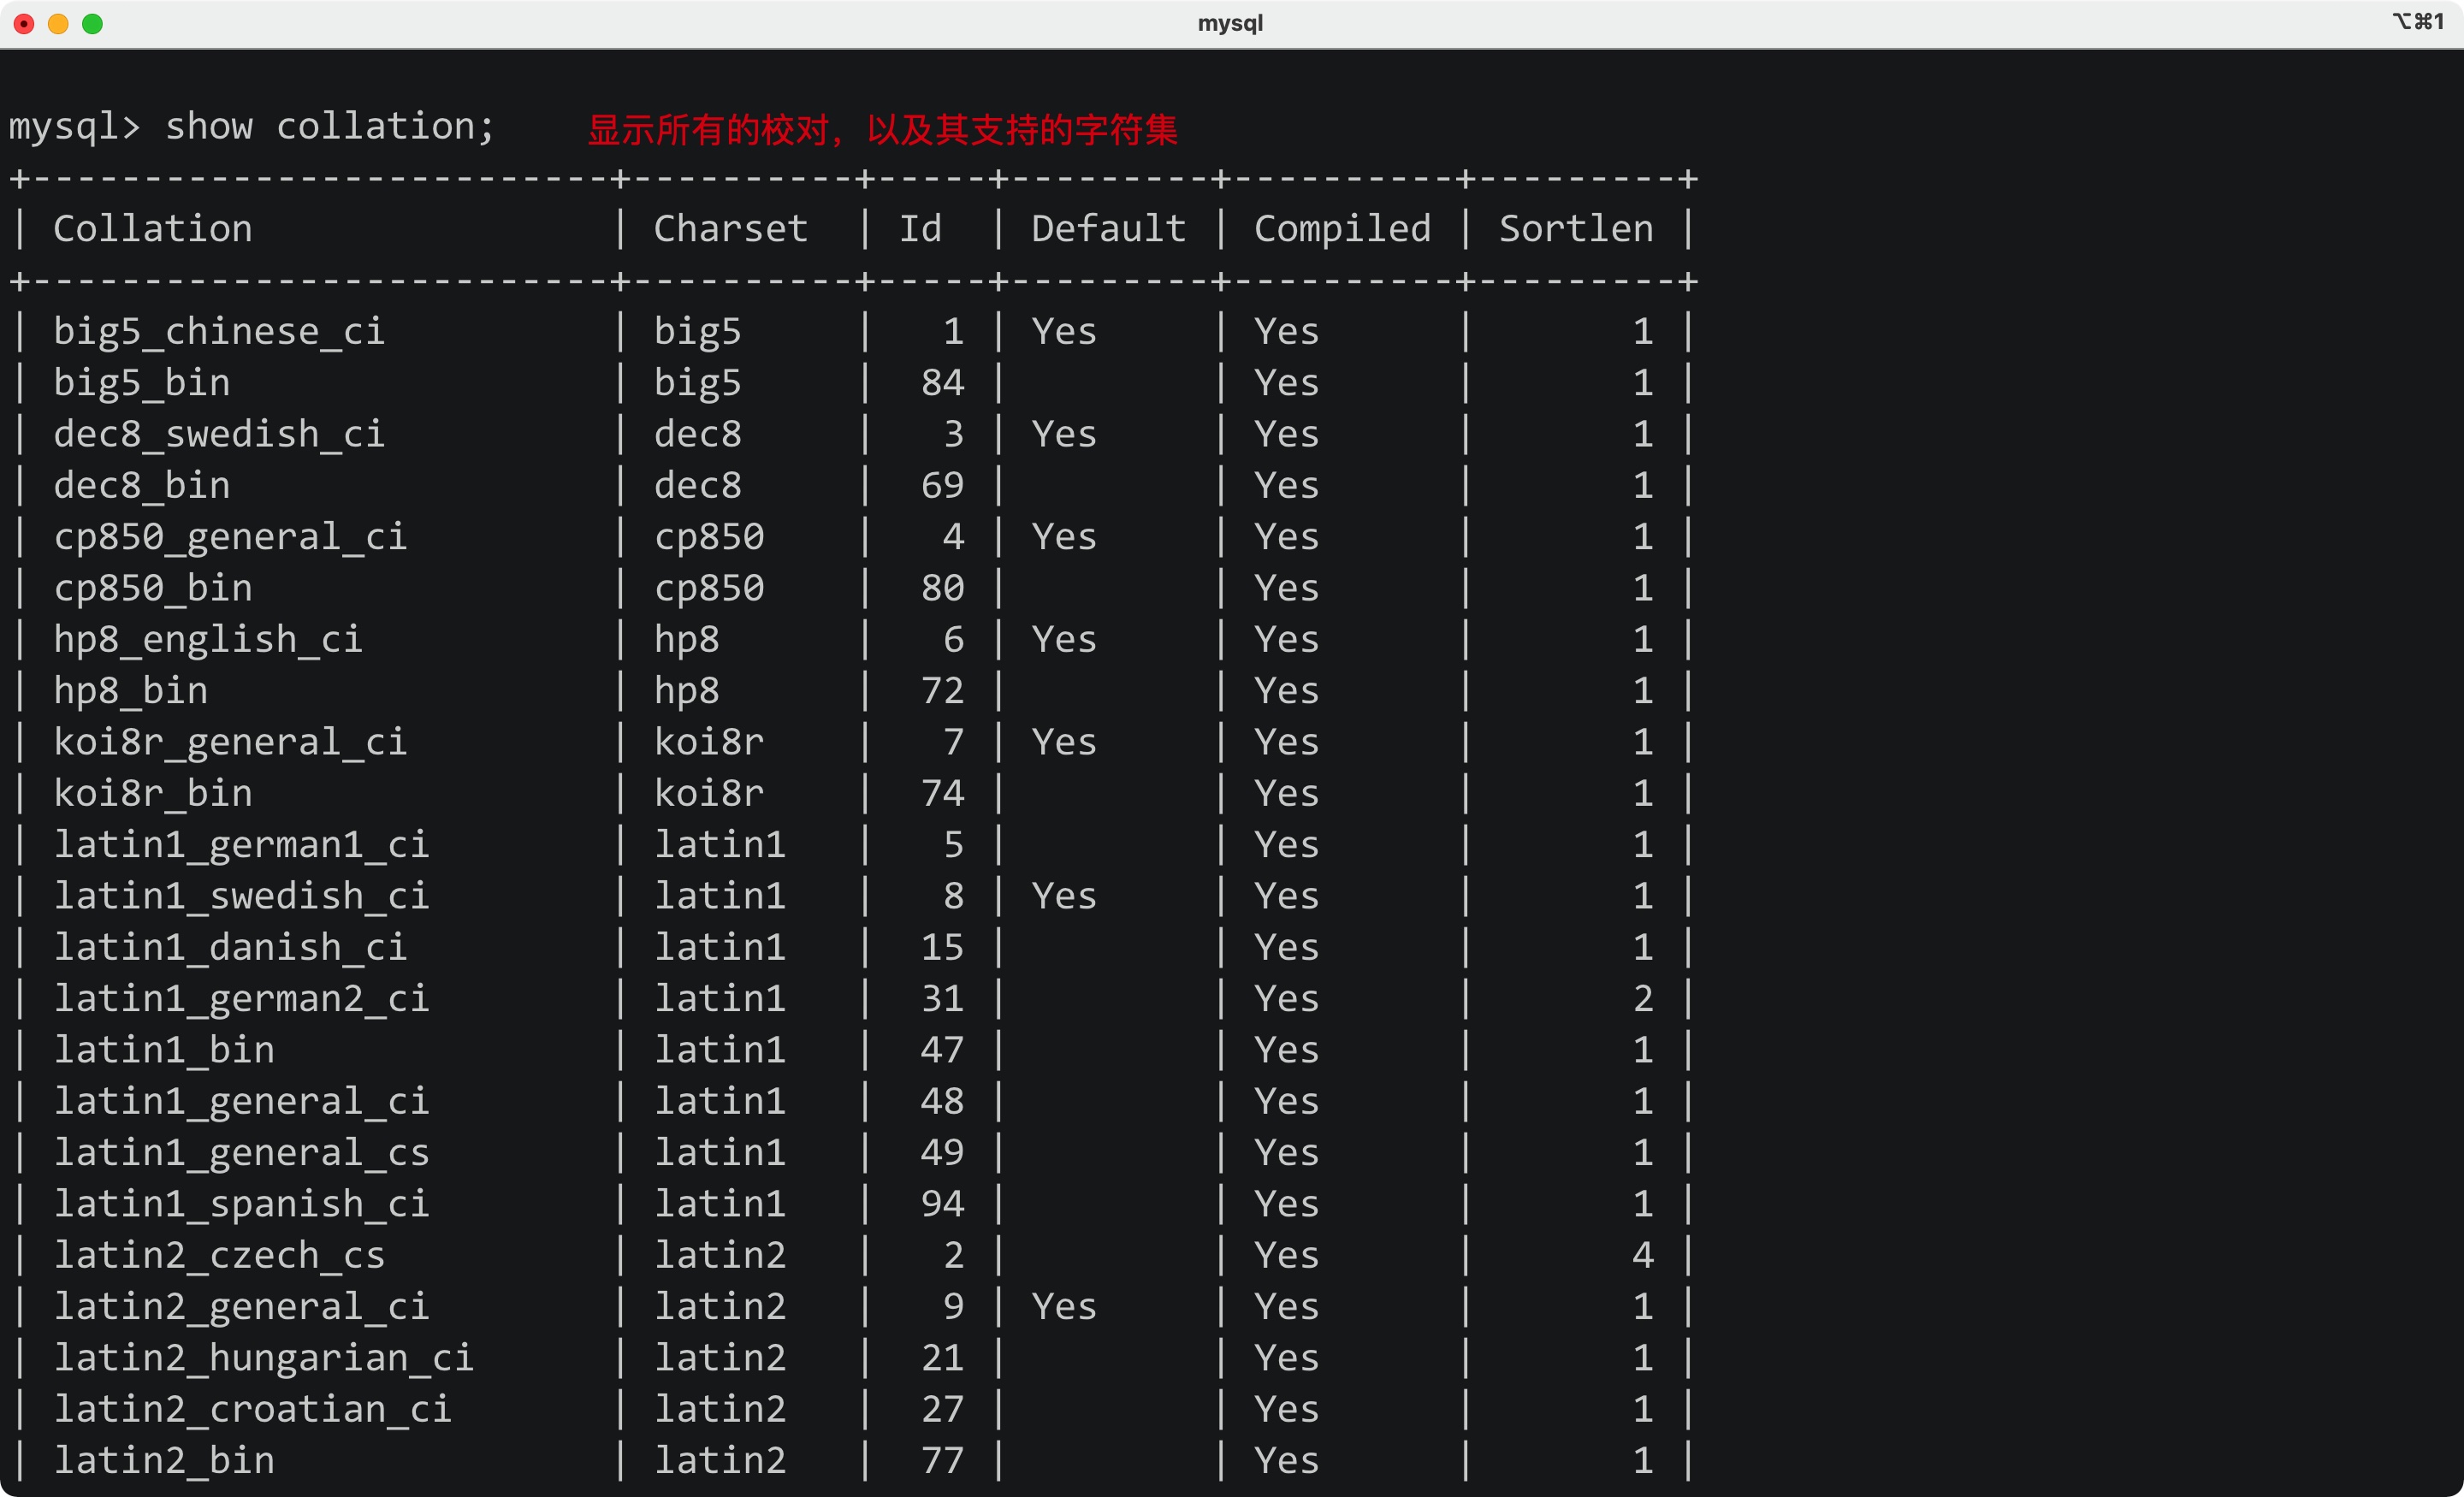 mysql ⌥⌘1
mysql> show collation; 显示所有的校对，以及其支持的字符集
+--------------------------+----------+-----+---------+----------+---------+
| Collation                | Charset  | Id  | Default | Compiled | Sortlen |
+--------------------------+----------+-----+---------+----------+---------+
| big5_chinese_ci          | big5     |   1 | Yes     | Yes      |       1 |
| big5_bin                 | big5     |  84 |         | Yes      |       1 |
| dec8_swedish_ci          | dec8     |   3 | Yes     | Yes      |       1 |
| dec8_bin                 | dec8     |  69 |         | Yes      |       1 |
| cp850_general_ci         | cp850    |   4 | Yes     | Yes      |       1 |
| cp850_bin                | cp850    |  80 |         | Yes      |       1 |
| hp8_english_ci           | hp8      |   6 | Yes     | Yes      |       1 |
| hp8_bin                  | hp8      |  72 |         | Yes      |       1 |
| koi8r_general_ci         | koi8r    |   7 | Yes     | Yes      |       1 |
| koi8r_bin                | koi8r    |  74 |         | Yes      |       1 |
| latin1_german1_ci        | latin1   |   5 |         | Yes      |       1 |
| latin1_swedish_ci        | latin1   |   8 | Yes     | Yes      |       1 |
| latin1_danish_ci         | latin1   |  15 |         | Yes      |       1 |
| latin1_german2_ci        | latin1   |  31 |         | Yes      |       2 |
| latin1_bin               | latin1   |  47 |         | Yes      |       1 |
| latin1_general_ci        | latin1   |  48 |         | Yes      |       1 |
| latin1_general_cs        | latin1   |  49 |         | Yes      |       1 |
| latin1_spanish_ci        | latin1   |  94 |         | Yes      |       1 |
| latin2_czech_cs          | latin2   |   2 |         | Yes      |       4 |
| latin2_general_ci        | latin2   |   9 | Yes     | Yes      |       1 |
| latin2_hungarian_ci      | latin2   |  21 |         | Yes      |       1 |
| latin2_croatian_ci       | latin2   |  27 |         | Yes      |       1 |
| latin2_bin               | latin2   |  77 |         | Yes      |       1 |